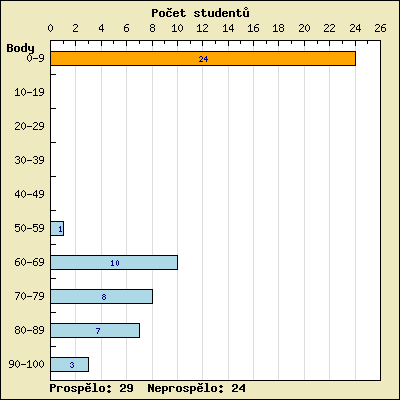 Počet studentů
0 2 4 6 8 10 12 14 16 18 20 22 24 26
Body
0-9 24
10-19
20-29
30-39
40-49
50-59 1
60-69 10
70-79 8
80-89 7
90-100 3
Prospělo: 29 Neprospělo: 24